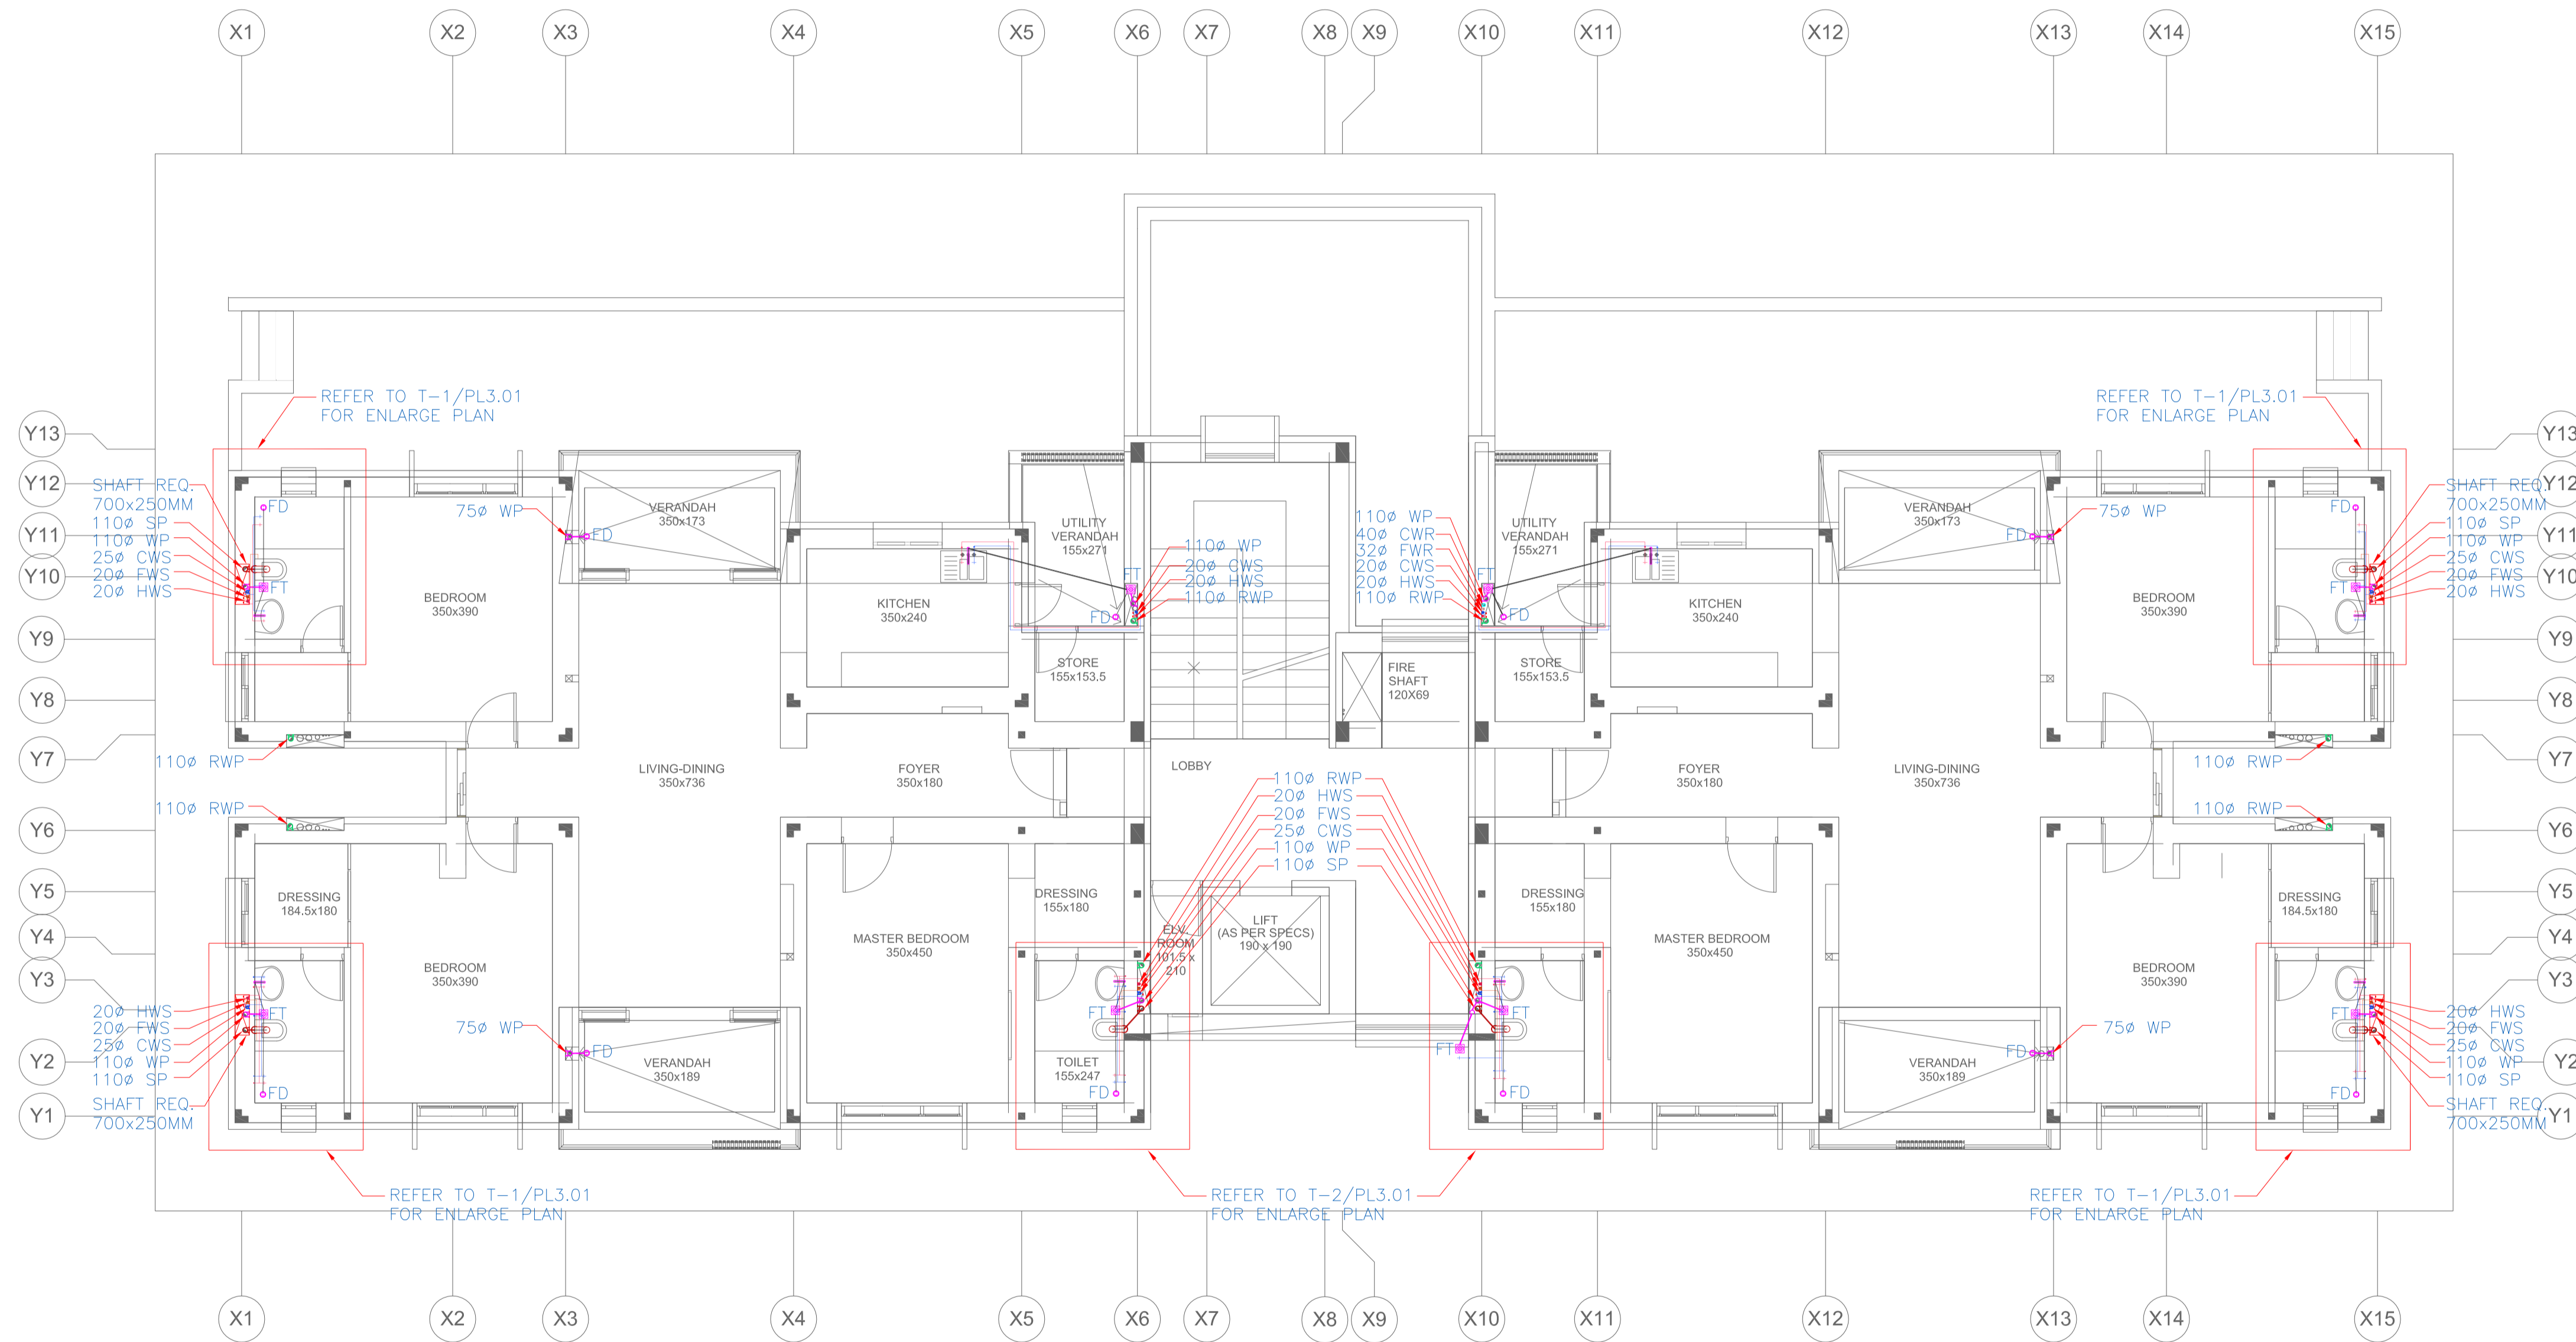 X1
X2
X3
X4
X5
X6
X7
X8
X9
X10
X11
X12
X13
X14
X15
REFER TO T-1/PL3.01
FOR ENLARGE PLAN
REFER TO T-1/PL3.01
FOR ENLARGE PLAN
Y13
Y12
Y11
Y10
Y9
Y8
Y7
Y6
Y5
Y4
Y3
Y2
Y1
SHAFT REQ.
700x250MM
110ø SP
110ø WP
25ø CWS
20ø FWS
20ø HWS
FD
FT
BEDROOM
350x390
75ø WP
FD
VERANDAH
350x173
KITCHEN
350x240
UTILITY
VERANDAH
155x271
FT
FD
110ø WP
20ø CWS
20ø HWS
110ø RWP
STORE
155x153.5
110ø WP
40ø CWR
32ø FWR
20ø CWS
20ø HWS
110ø RWP
FT
FD
UTILITY
VERANDAH
155x271
STORE
155x153.5
FIRE
SHAFT
120X69
KITCHEN
350x240
VERANDAH
350x173
FD
75ø WP
BEDROOM
350x390
FD
FT
SHAFT REQ.
700x250MM
110ø SP
110ø WP
25ø CWS
20ø FWS
20ø HWS
Y13
Y12
Y11
Y10
Y9
Y8
Y7
Y6
Y5
Y4
Y3
Y2
Y1
110ø RWP
110ø RWP
LIVING-DINING
350x736
FOYER
350x180
LOBBY
110ø RWP
20ø HWS
20ø FWS
25ø CWS
110ø WP
110ø SP
FOYER
350x180
LIVING-DINING
350x736
110ø RWP
110ø RWP
DRESSING
184.5x180
BEDROOM
350x390
MASTER BEDROOM
350x450
DRESSING
155x180
ELV.
ROOM
101.5 x
210
LIFT
(AS PER SPECS)
190 x 190
DRESSING
155x180
MASTER BEDROOM
350x450
BEDROOM
350x390
DRESSING
184.5x180
20ø HWS
20ø FWS
25ø CWS
110ø WP
110ø SP
SHAFT REQ.
700x250MM
FT
FD
75ø WP
FD
VERANDAH
350x189
FT
TOILET
155x247
FD
FT
FT
FD
VERANDAH
350x189
FD
75ø WP
FT
FD
20ø HWS
20ø FWS
25ø CWS
110ø WP
110ø SP
SHAFT REQ.
700x250MM
REFER TO T-1/PL3.01
FOR ENLARGE PLAN
REFER TO T-2/PL3.01
FOR ENLARGE PLAN
REFER TO T-1/PL3.01
FOR ENLARGE PLAN
X1
X2
X3
X4
X5
X6
X7
X8
X9
X10
X11
X12
X13
X14
X15